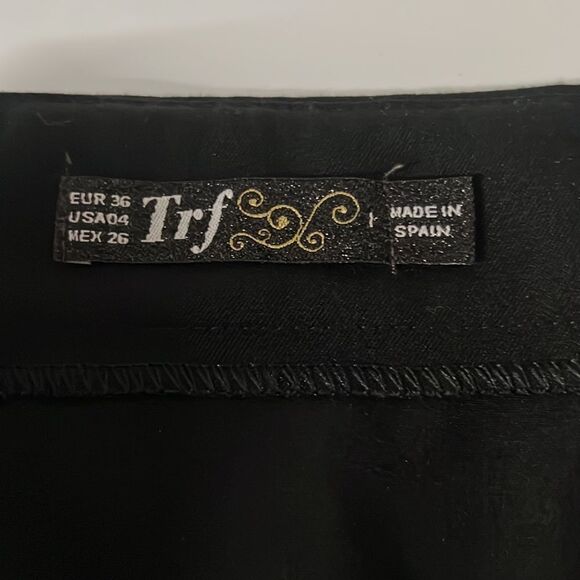 EUR 36
USA04
MEX 26
Trf
MADE IN
SPAIN